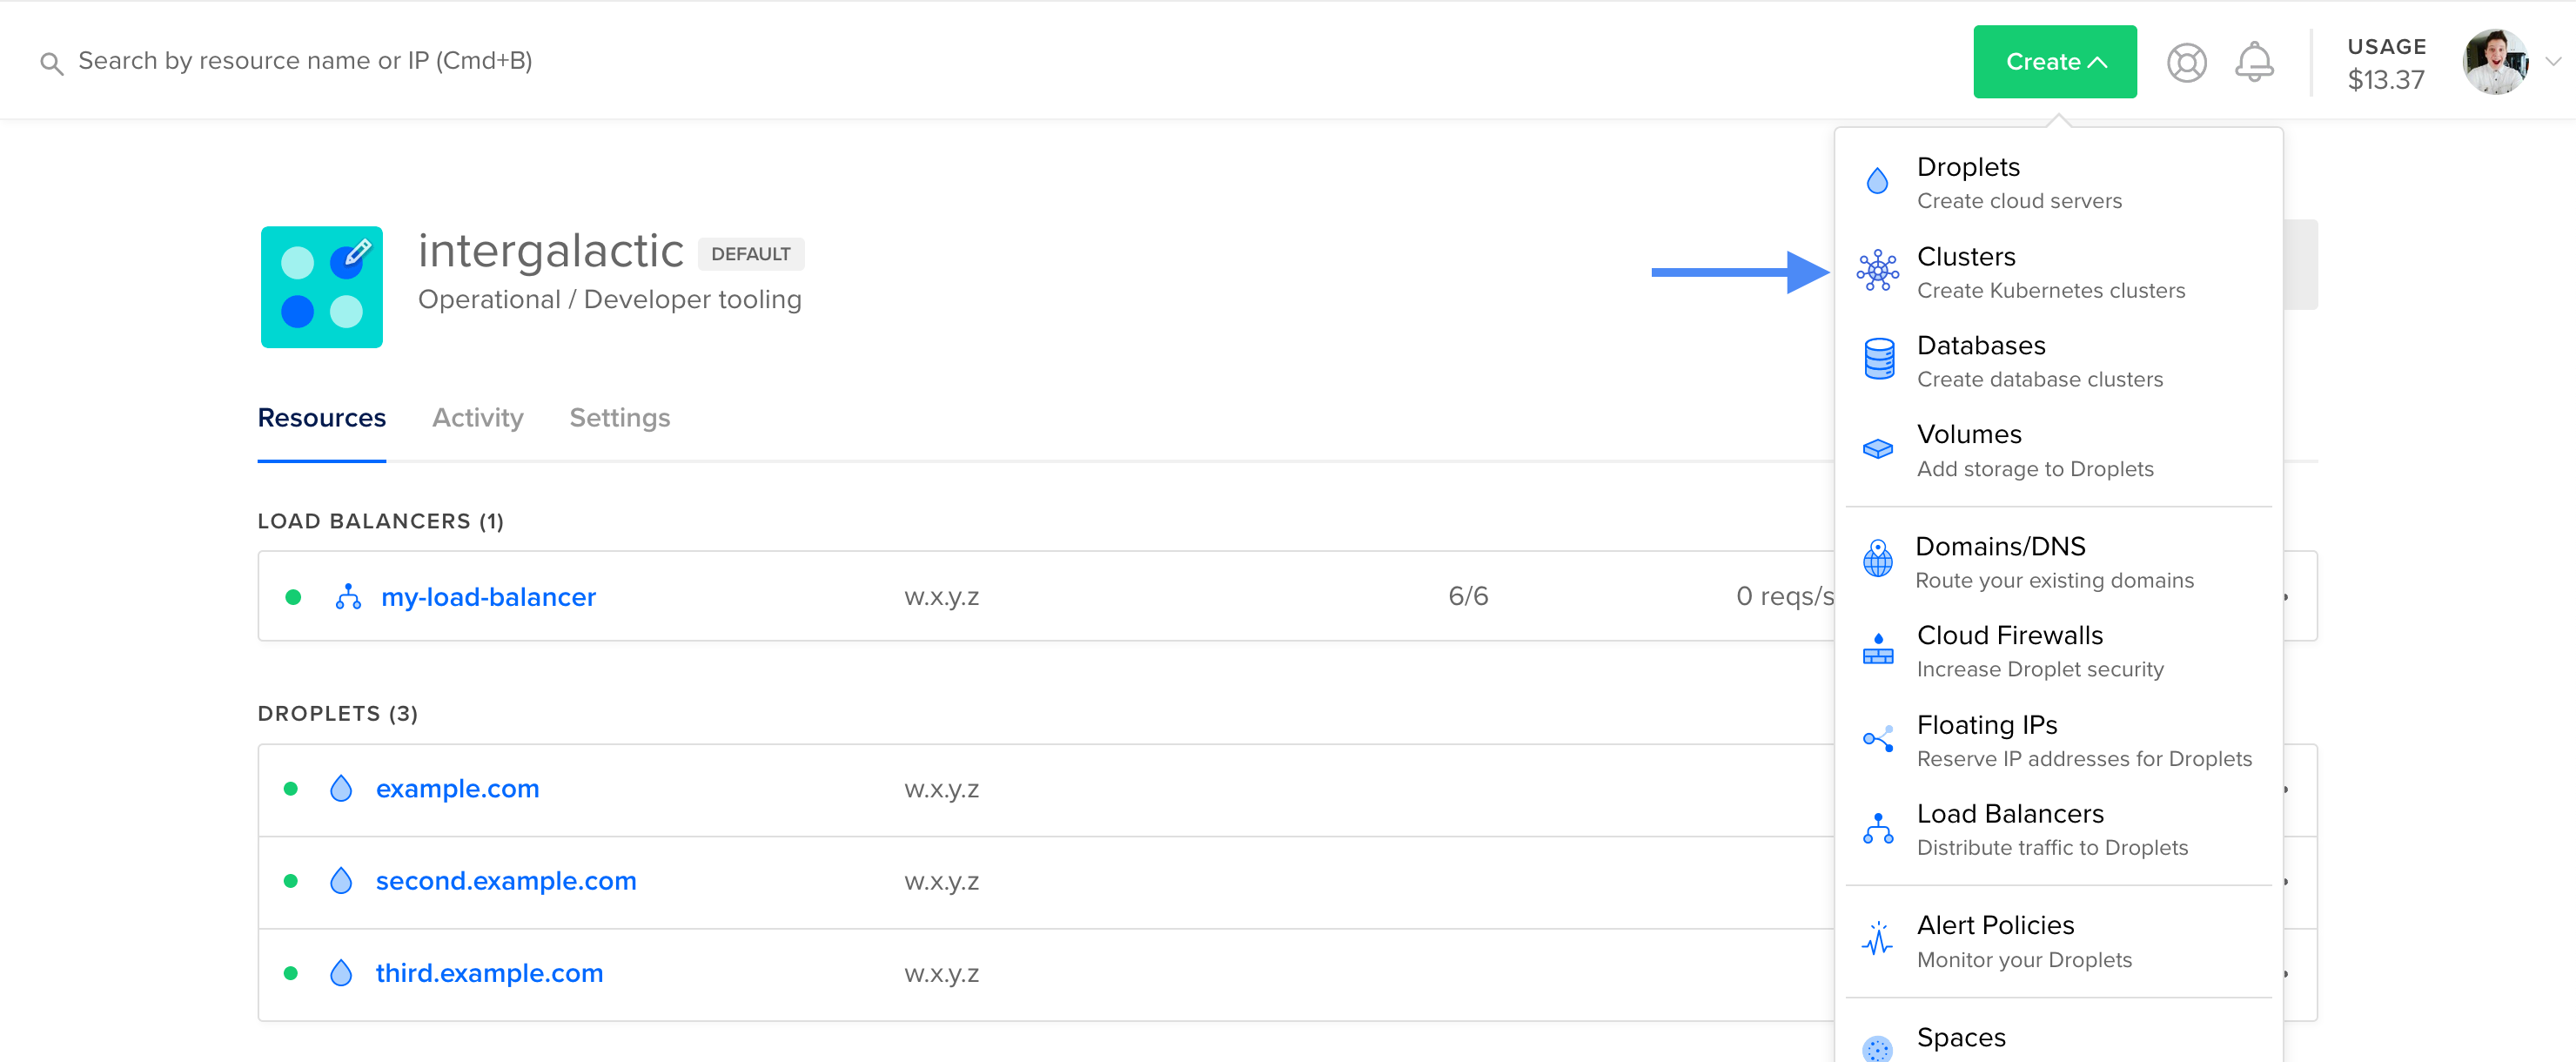 Search by resource name or IP (Cmd+B)
Create
USAGE
$13.37
intergalactic
DEFAULT
Operational / Developer tooling
Resources
Activity
Settings
LOAD BALANCERS (1)
my-load-balancer
w.x.y.z
6/6
0 reqs/s
DROPLETS (3)
example.com
w.x.y.z
second.example.com
w.x.y.z
third.example.com
w.x.y.z
Droplets
Create cloud servers
Clusters
Create Kubernetes clusters
Databases
Create database clusters
Volumes
Add storage to Droplets
Domains/DNS
Route your existing domains
Cloud Firewalls
Increase Droplet security
Floating IPs
Reserve IP addresses for Droplets
Load Balancers
Distribute traffic to Droplets
Alert Policies
Monitor your Droplets
Spaces